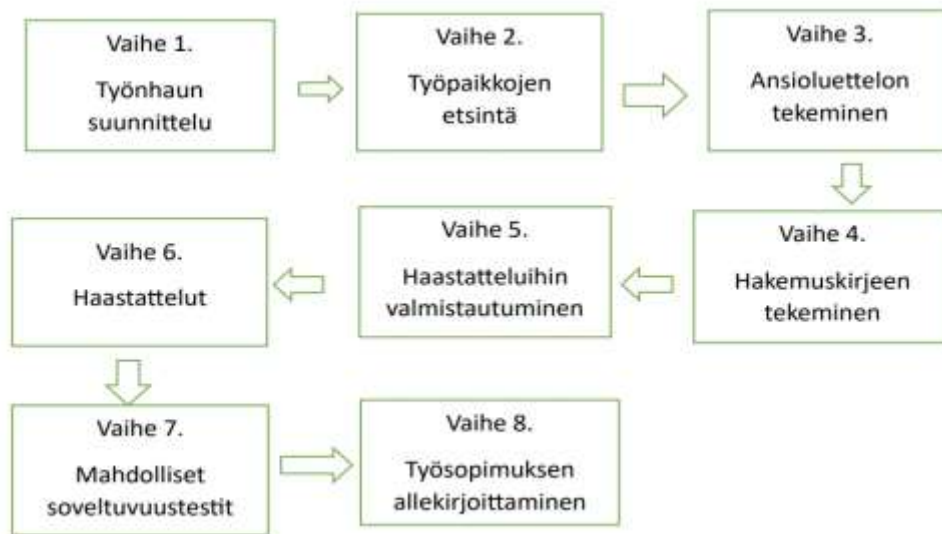 Vaihe 1.
Työnhaun
suunnittelu
Vaihe 2.
Työpaikkojen
etsintä
Vaihe 3.
Ansioluettelon
tekeminen
Vaihe 4.
Hakemuskirjeen
tekeminen
Vaihe 5.
Haastatteluihin
valmistautuminen
Vaihe 6.
Haastattelut
Vaihe 7.
Mahdolliset
soveltuvuustestit
Vaihe 8.
Työsopimuksen
allekirjoittaminen